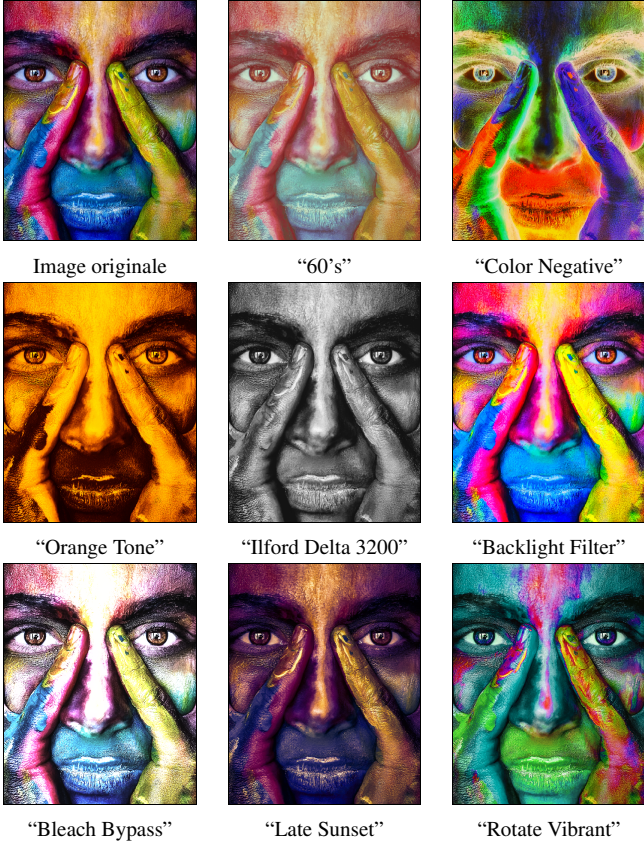 Image originale
“60’s”
“Color Negative”
“Orange Tone”
“Ilford Delta 3200”
“Backlight Filter”
“Bleach Bypass”
“Late Sunset”
“Rotate Vibrant”